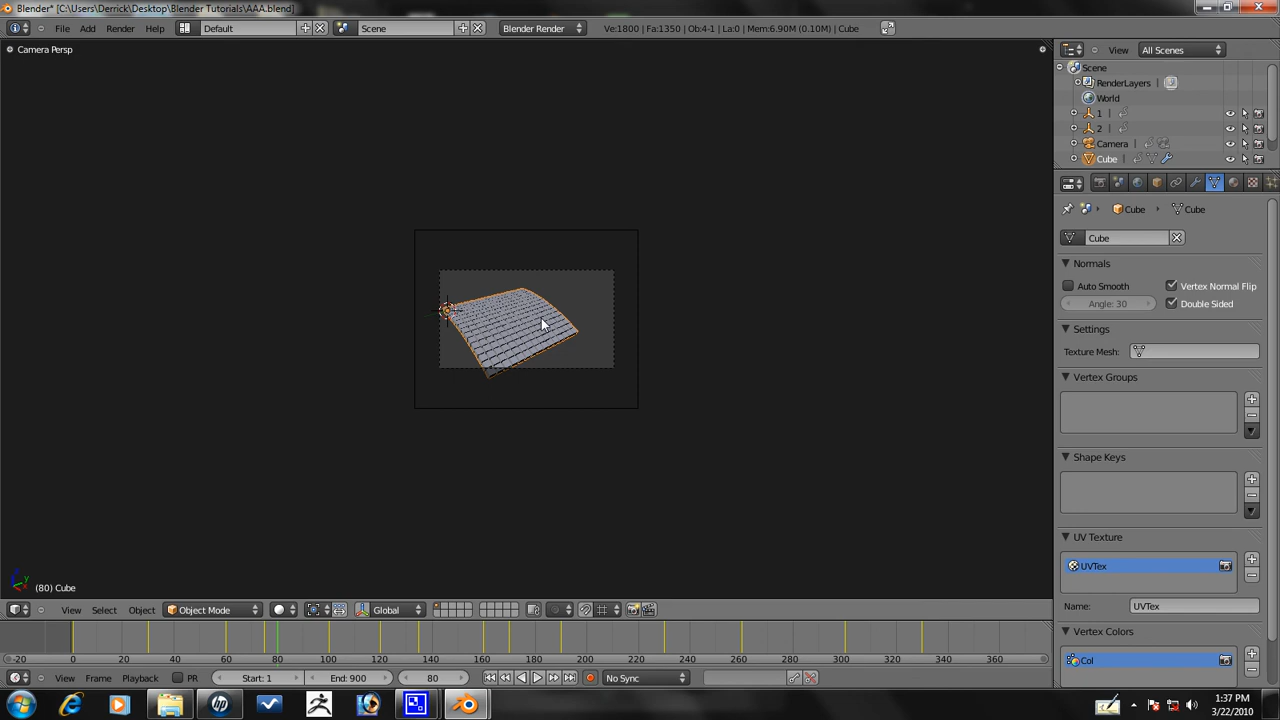 Blender* [C:\Users\Derrick\Desktop\Blender Tutorials\AAA.blend]
File Add Render Help Default Scene Blender Render Ve:1800 | Fa:1350 | Ob:4-1 | La:0 | Mem:6.90M (0.10M) | Cube
Camera Persp
View All Scenes
Scene
RenderLayers
World
1
2
Camera
Cube
Cube Cube
Cube
Normals
Auto Smooth Vertex Normal Flip
Angle: 30 Double Sided
Settings
Texture Mesh:
Vertex Groups
Shape Keys
UV Texture
UVTex
Name: UVTex
Vertex Colors
Col
(80) Cube
View Select Object Object Mode Global
-20 0 20 40 60 80 100 120 140 160 180 200 220 240 260 280 300 320 340 360
View Frame Playback PR Start: 1 End: 900 80 No Sync
1:37 PM
3/22/2010